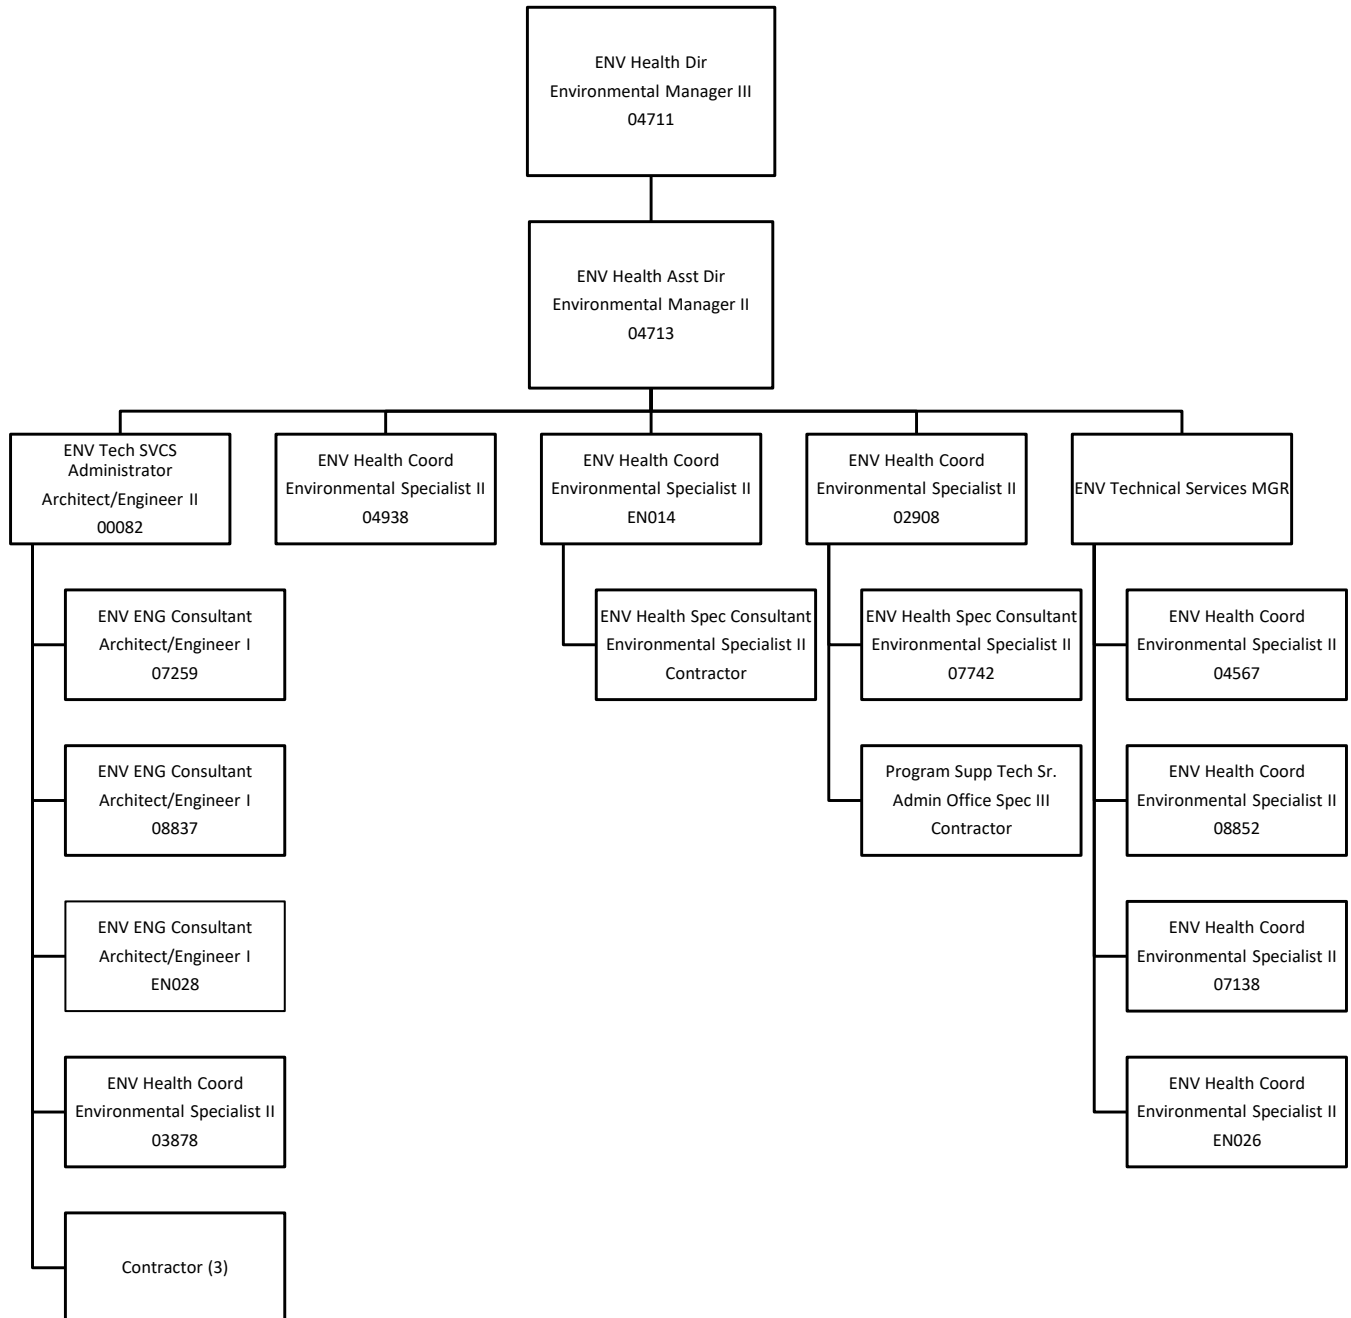 ENV Health Dir
Environmental Manager III
04711
ENV Health Asst Dir
Environmental Manager II
04713
ENV Tech SVCS
Administrator
Architect/Engineer II
00082
ENV Health Coord
Environmental Specialist II
04938
ENV Health Coord
Environmental Specialist II
EN014
ENV Health Coord
Environmental Specialist II
02908
ENV Technical Services MGR
ENV ENG Consultant
Architect/Engineer I
07259
ENV Health Spec Consultant
Environmental Specialist II
Contractor
ENV Health Spec Consultant
Environmental Specialist II
07742
ENV Health Coord
Environmental Specialist II
04567
ENV ENG Consultant
Architect/Engineer I
08837
Program Supp Tech Sr.
Admin Office Spec III
Contractor
ENV Health Coord
Environmental Specialist II
08852
ENV ENG Consultant
Architect/Engineer I
EN028
ENV Health Coord
Environmental Specialist II
07138
ENV Health Coord
Environmental Specialist II
03878
ENV Health Coord
Environmental Specialist II
EN026
Contractor (3)